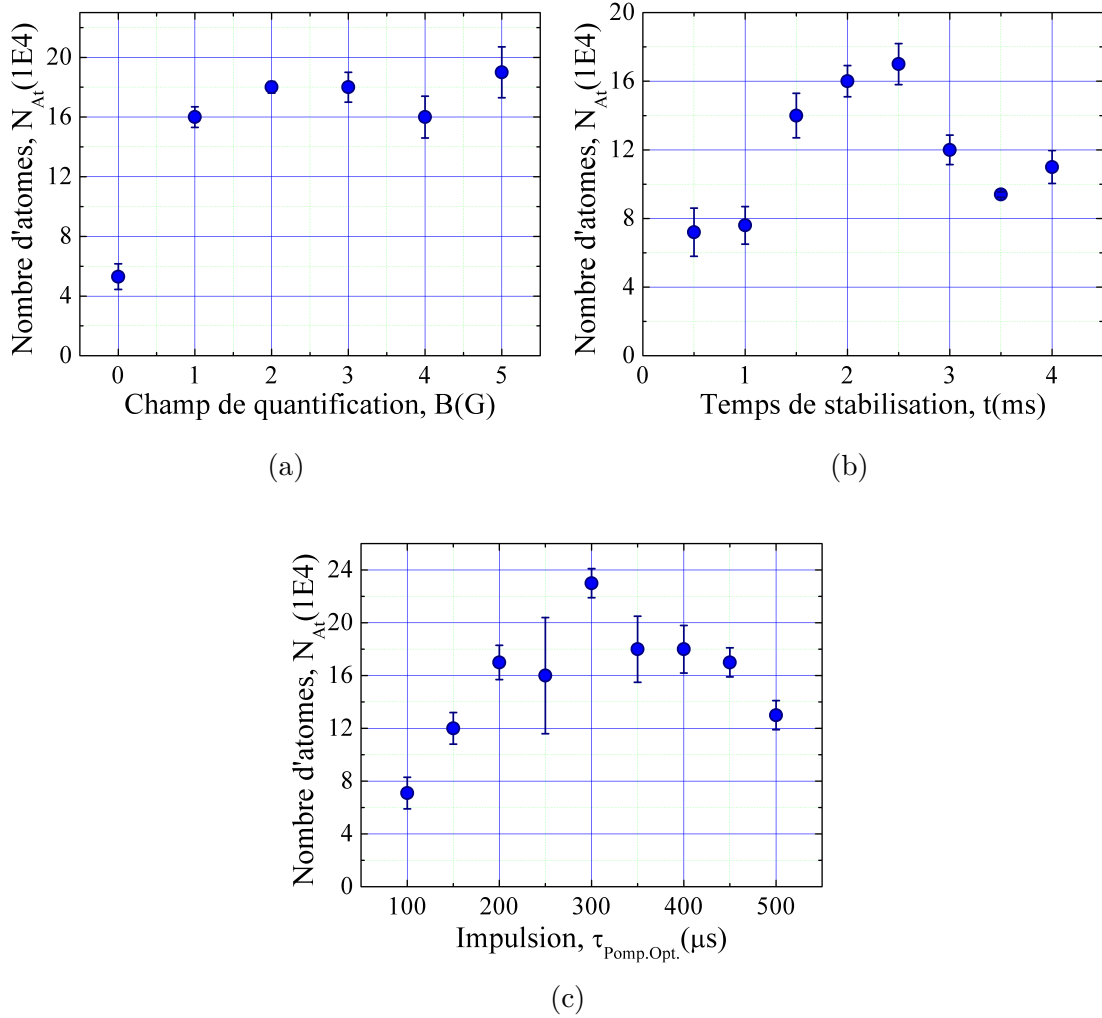 Nombre d'atomes, N_At(1E4)
20
16
12
8
4
0
0 1 2 3 4 5
Champ de quantification, B(G)
(a)
Nombre d'atomes, N_At(1E4)
20
16
12
8
4
0
0 1 2 3 4
Temps de stabilisation, t(ms)
(b)
Nombre d'atomes, N_At(1E4)
24
20
16
12
8
4
0
100 200 300 400 500
Impulsion, τ_Pomp.Opt.(μs)
(c)